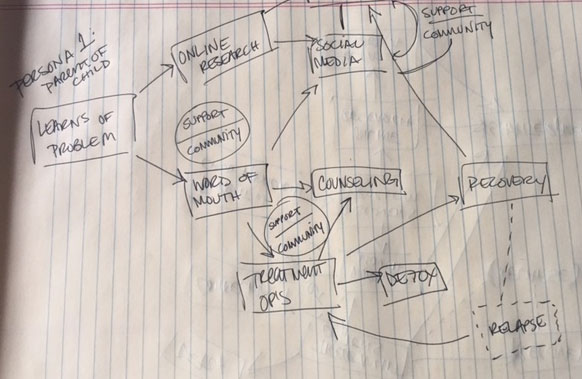 PERSONA 1:
PARENT OF
CHILD
LEARNS OF
PROBLEM
ONLINE
RESEARCH
SOCIAL
MEDIA
SUPPORT
COMMUNITY
SUPPORT
COMMUNITY
WORD OF
MOUTH
COUNSELING
RECOVERY
SUPPORT
COMMUNITY
TREATMENT
OPTS
DETOX
RELAPSE